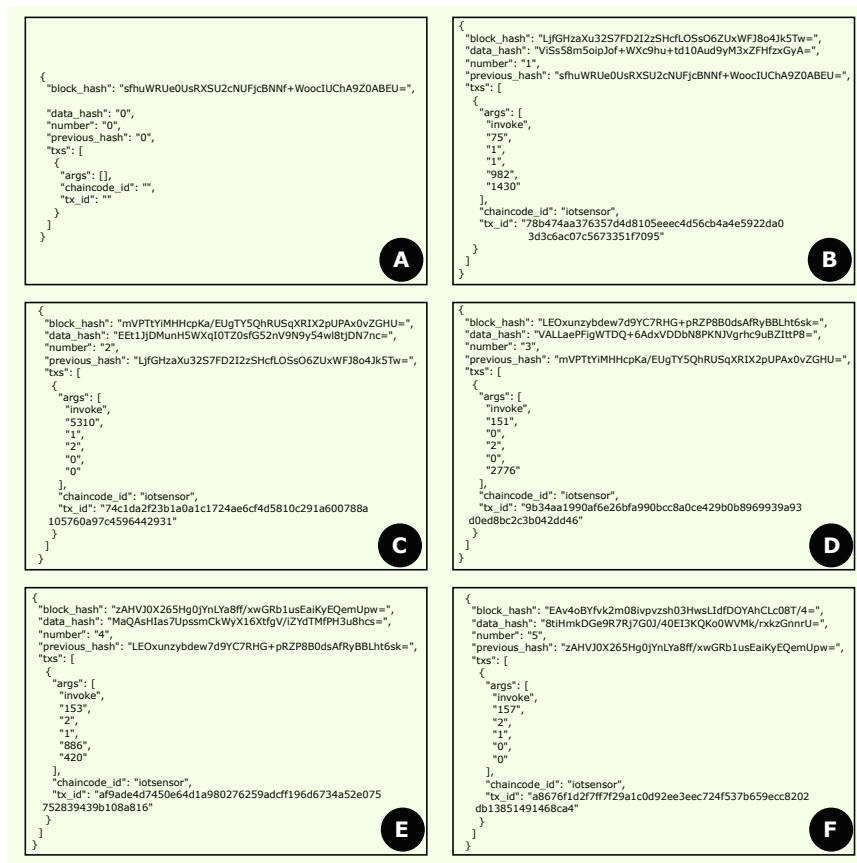 {
"block_hash": "sfhuWRUe0UsRXSU2cNUFjcBNNf+WoocIUChA9Z0ABEU=",
"data_hash": "0",
"number": "0",
"previous_hash": "0",
"txs": [
{
"args": [],
"chaincode_id": "",
"tx_id": ""
}
]
}
A
{
"block_hash": "LjfGHzaXu32S7FD2I2zSHcfLOSsO6ZUxWFJ8o4Jk5Tw=",
"data_hash": "ViSs58m5oipJof+WXc9hu+td10Aud9yM3xZFHfzxGyA=",
"number": "1",
"previous_hash": "sfhuWRUe0UsRXSU2cNUFjcBNNf+WoocIUChA9Z0ABEU=",
"txs": [
{
"args": [
"invoke",
"75",
"1",
"1",
"982",
"1430"
],
"chaincode_id": "iotsensor",
"tx_id": "78b474aa376357d4d8105eeec4d56cb4a4e5922da0
3d3c6ac07c5673351f7095"
}
]
}
B
{
"block_hash": "mVPTtYiMHHcpKa/EUgTY5QhRUSqXRIX2pUPAx0vZGHU=",
"data_hash": "EEt1JjDMunH5WXqI0TZ0sfG52nV9N9y54wl8tjDN7nc=",
"number": "2",
"previous_hash": "LjfGHzaXu32S7FD2I2zSHcfLOSsO6ZUxWFJ8o4Jk5Tw=",
"txs": [
{
"args": [
"invoke",
"5310",
"1",
"2",
"0",
"0"
],
"chaincode_id": "iotsensor",
"tx_id": "74c1da2f23b1a0a1c1724ae6cf4d5810c291a600788a
105760a97c4596442931"
}
]
}
C
{
"block_hash": "LEOxunzybdew7d9YC7RHG+pRZP8B0dsAfRyBBLht6sk=",
"data_hash": "VALLaePFigWTDQ+6AdxVDDbN8PKNJVgrhc9uBZIttP8=",
"number": "3",
"previous_hash": "mVPTtYiMHHcpKa/EUgTY5QhRUSqXRIX2pUPAx0vZGHU=",
"txs": [
{
"args": [
"invoke",
"151",
"0",
"2",
"0",
"2776"
],
"chaincode_id": "iotsensor",
"tx_id": "9b34aa1990af6e26bfa990bcc8a0ce429b0b8969939a93
d0ed8bc2c3b042dd46"
}
]
}
D
{
"block_hash": "zAHVJ0X265Hg0jYnLYa8ff/xwGRb1usEaiKyEQemUpw=",
"data_hash": "MaQAsHIas7UpssmCkWyX16XtfgV/iZYdTMfPH3u8hcs=",
"number": "4",
"previous_hash": "LEOxunzybdew7d9YC7RHG+pRZP8B0dsAfRyBBLht6sk=",
"txs": [
{
"args": [
"invoke",
"153",
"2",
"1",
"886",
"420"
],
"chaincode_id": "iotsensor",
"tx_id": "af9ade4d7450e64d1a980276259adcff196d6734a52e075
752839439b108a816"
}
]
}
E
{
"block_hash": "EAv4oBYfvk2m08ivpvzsh03HwsLIdfDOYAhCLc08T/4=",
"data_hash": "8tiHmkDGe9R7Rj7G0J/40EI3KQKo0WVMk/rxkzGnnrU=",
"number": "5",
"previous_hash": "zAHVJ0X265Hg0jYnLYa8ff/xwGRb1usEaiKyEQemUpw=",
"txs": [
{
"args": [
"invoke",
"157",
"2",
"1",
"0",
"0"
],
"chaincode_id": "iotsensor",
"tx_id": "a8676f1d2f7ff7f29a1c0d92ee3eec724f537b659ecc8202
db13851491468ca4"
}
]
}
F